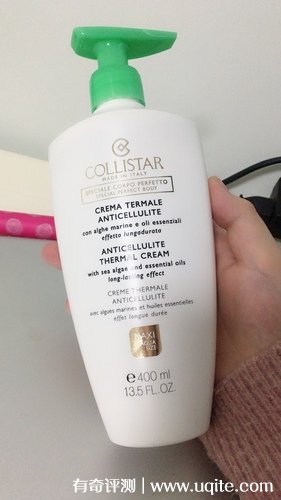 COLLISTAR
MADE IN ITALY
SPECIALE CORPO PERFETTO
SPECIAL PERFECT BODY
CREMA TERMALE
ANTICELLULITE
con alghe marine e oli essenziali
effetto lungadurata
ANTICELLULITE
THERMAL CREAM
with sea algae and essential oils
long-lasting effect
CREME THERMALE
ANTICELLULITE
avec algues marines et huiles essentielles
effet longue durée
MAXI
SIZE
e 400 ml
13.5 FL.OZ.
有奇评测 | www.uqite.com